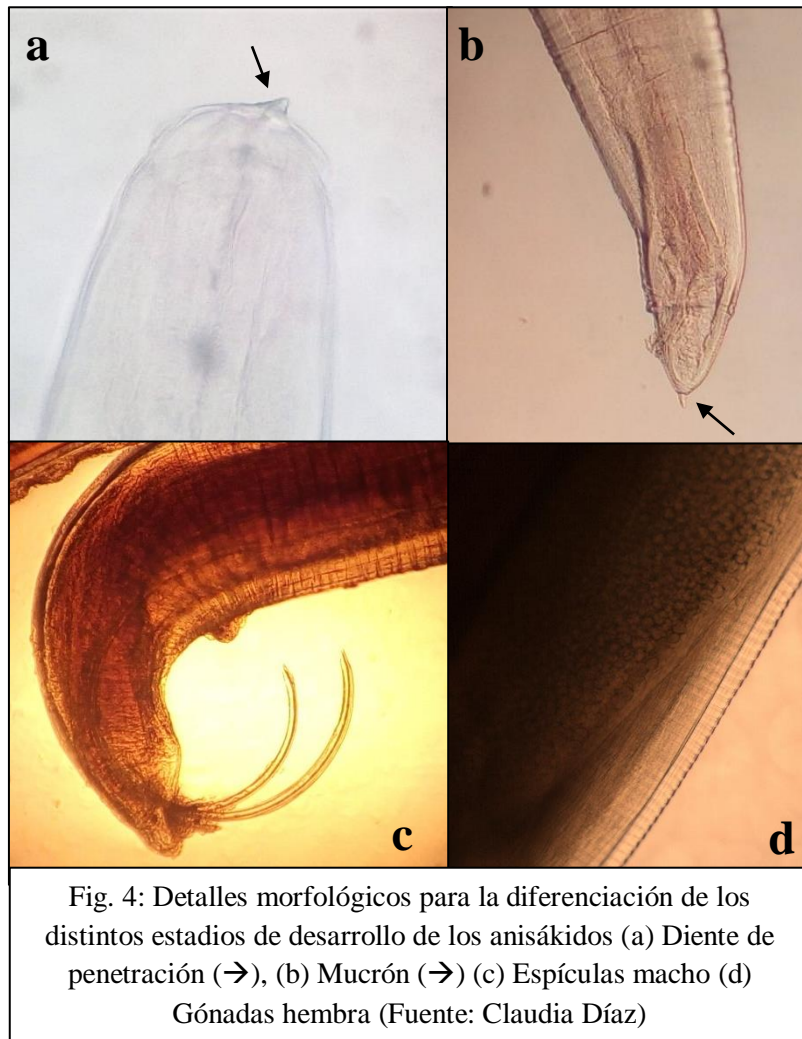 a
b
c
d
Fig. 4: Detalles morfológicos para la diferenciación de los
distintos estadios de desarrollo de los anisákidos (a) Diente de
penetración (→), (b) Mucrón (→) (c) Espículas macho (d)
Gónadas hembra (Fuente: Claudia Díaz)